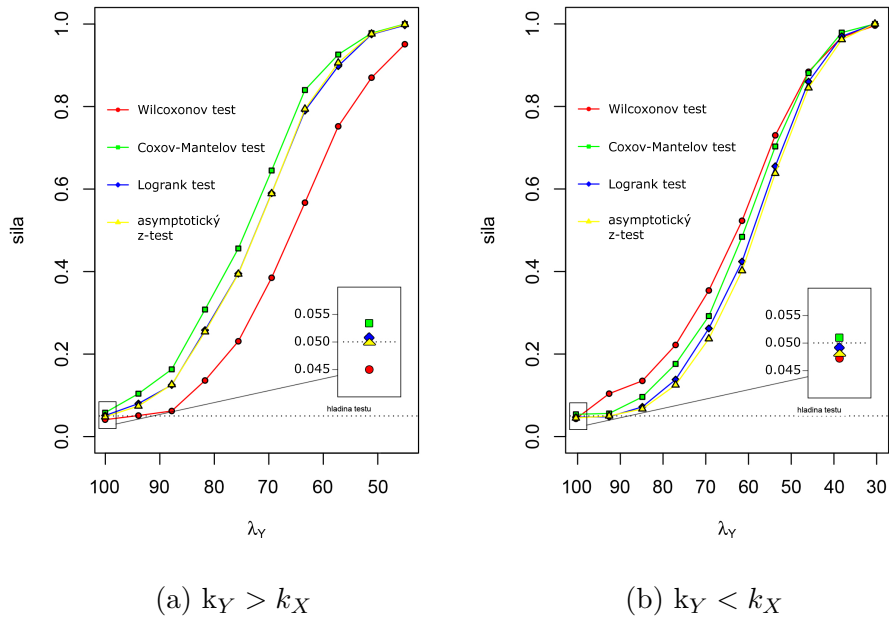 1.0
0.8
0.6
0.4
0.2
0.0
sila
Wilcoxonov test
Coxov-Mantelov test
Logrank test
asymptotický
z-test
0.055
0.050
0.045
hladina testu
100 90 80 70 60 50
λY
(a) kY > kX
1.0
0.8
0.6
0.4
0.2
0.0
sila
Wilcoxonov test
Coxov-Mantelov test
Logrank test
asymptotický
z-test
0.055
0.050
0.045
hladina testu
100 90 80 70 60 50 40 30
λY
(b) kY < kX